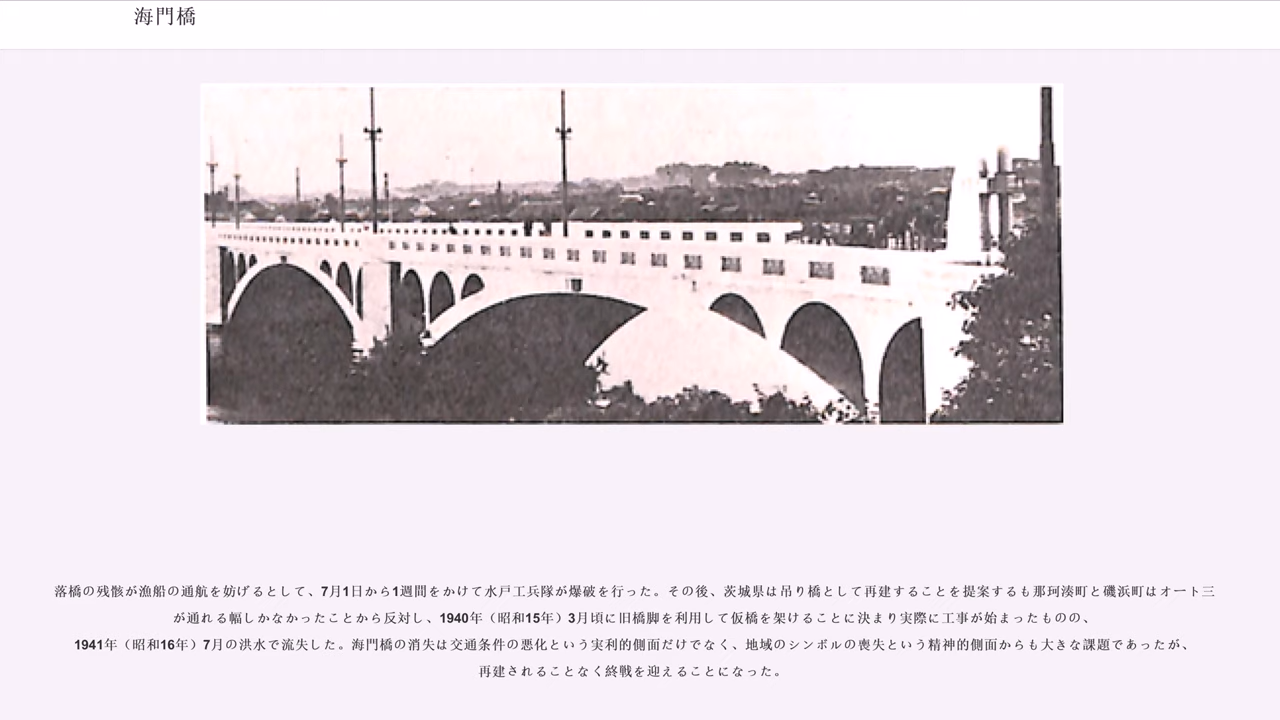 海門橋
落橋の残骸が漁船の通航を妨げるとして、7月1日から1週間をかけて水戸工兵隊が爆破を行った。その後、茨城県は吊り橋として再建することを提案するも那珂湊町と磯浜町はオート三
が通れる幅しかなかったことから反対し、1940年（昭和15年）3月頃に旧橋脚を利用して仮橋を架けることに決まり実際に工事が始まったものの、
1941年（昭和16年）7月の洪水で流失した。海門橋の消失は交通条件の悪化という実利的側面だけでなく、地域のシンボルの喪失という精神的側面からも大きな課題であったが、
再建されることなく終戦を迎えることになった。